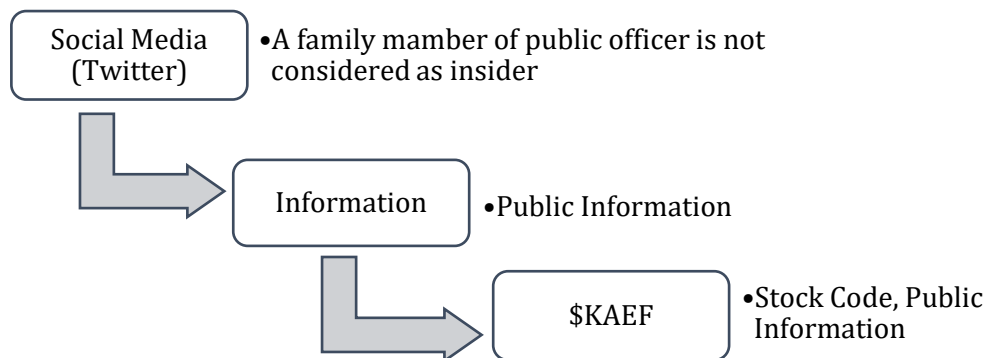 Social Media
(Twitter)
•A family mamber of public officer is not
considered as insider
Information
•Public Information
$KAEF
•Stock Code, Public
Information